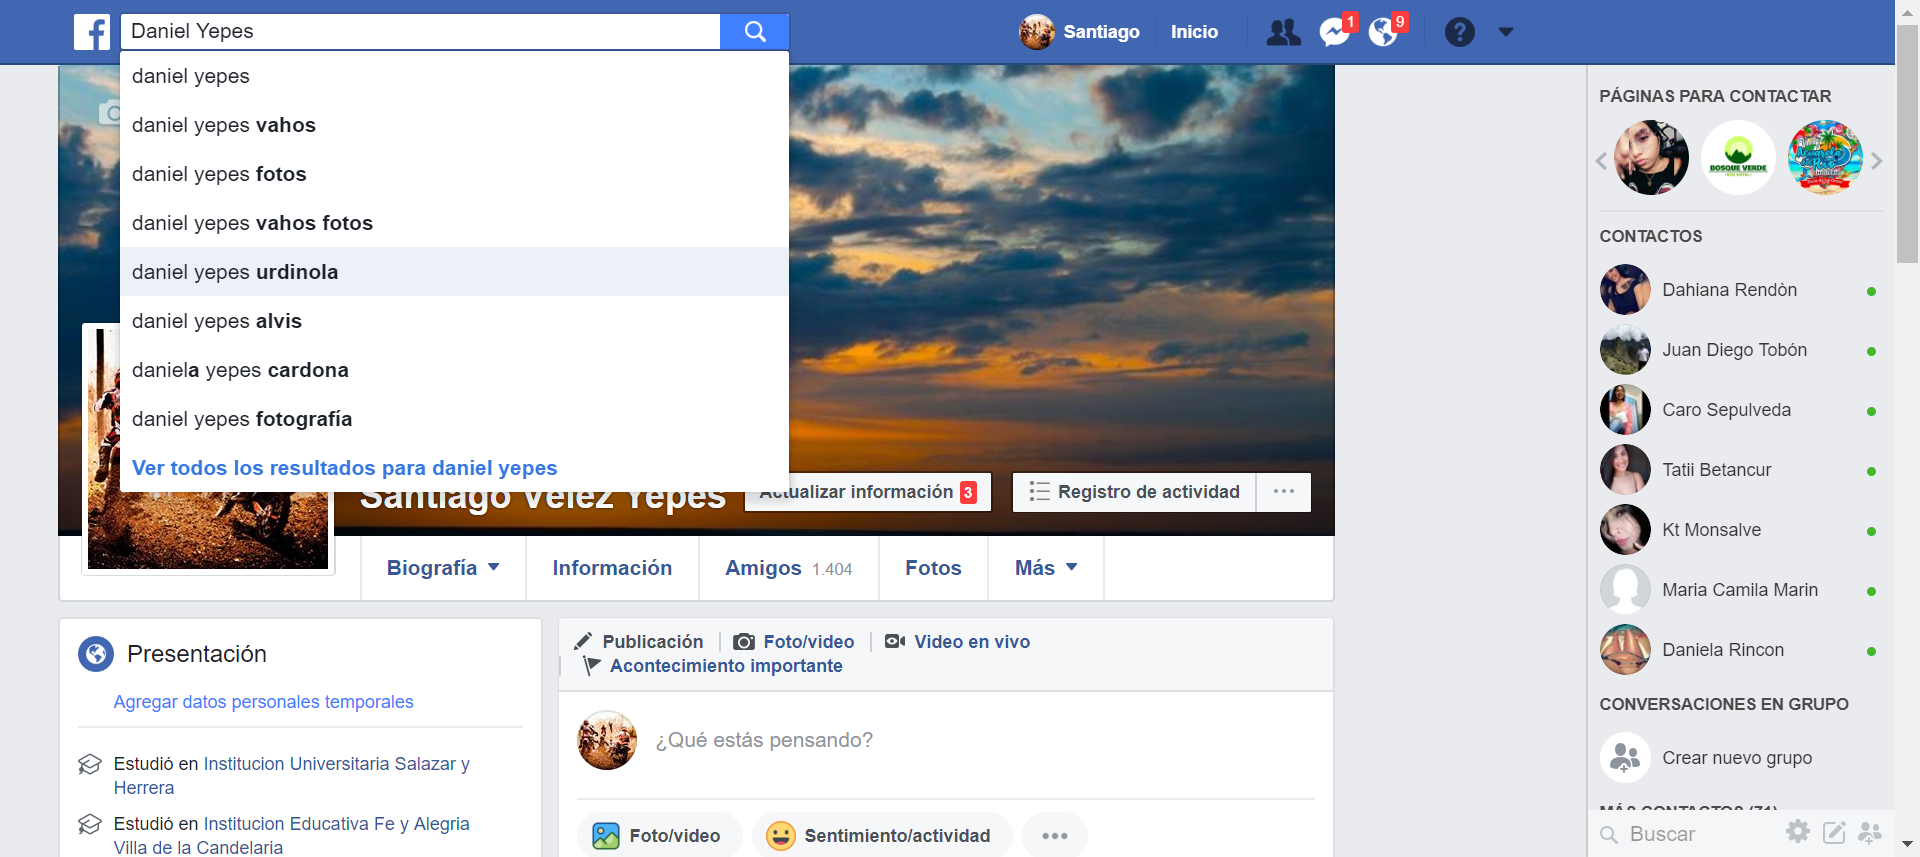 Daniel Yepes
Santiago
Inicio
1
9
daniel yepes
daniel yepes vahos
daniel yepes fotos
daniel yepes vahos fotos
daniel yepes urdinola
daniel yepes alvis
daniela yepes cardona
daniel yepes fotografía
Ver todos los resultados para daniel yepes
Santiago Velez Yepes
Actualizar información 3
Registro de actividad
Biografía
Información
Amigos 1.404
Fotos
Más
Presentación
Agregar datos personales temporales
Estudió en Institucion Universitaria Salazar y
Herrera
Estudió en Institucion Educativa Fe y Alegria
Villa de la Candelaria
Publicación
Foto/video
Video en vivo
Acontecimiento importante
¿Qué estás pensando?
Foto/video
Sentimiento/actividad
PÁGINAS PARA CONTACTAR
BOSQUE VERDE
CONTACTOS
Dahiana Rendòn
Juan Diego Tobón
Caro Sepulveda
Tatii Betancur
Kt Monsalve
Maria Camila Marin
Daniela Rincon
CONVERSACIONES EN GRUPO
Crear nuevo grupo
MÁS CONTACTOS (71)
Buscar